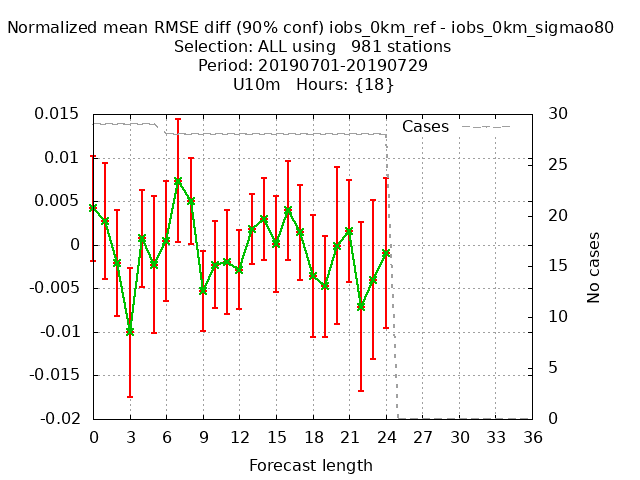 Normalized mean RMSE diff (90% conf) iobs_0km_ref - iobs_0km_sigmao80
Selection: ALL using   981 stations
Period: 20190701-20190729
U10m   Hours: {18}
Cases
0.015
0.01
0.005
0
-0.005
-0.01
-0.015
-0.02
30
25
20
15
10
5
0
No cases
0 3 6 9 12 15 18 21 24 27 30 33 36
Forecast length